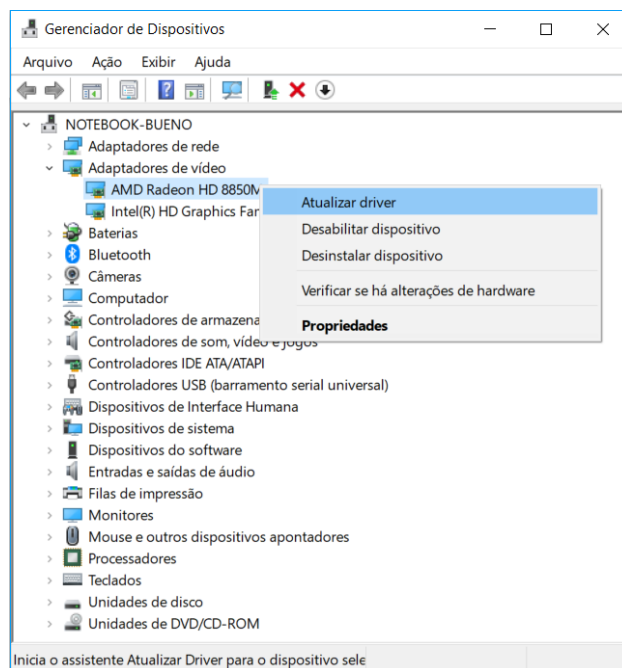 Gerenciador de Dispositivos
Arquivo Ação Exibir Ajuda
NOTEBOOK-BUENO
Adaptadores de rede
Adaptadores de vídeo
AMD Radeon HD 8850M
Intel(R) HD Graphics Fam
Atualizar driver
Desabilitar dispositivo
Desinstalar dispositivo
Verificar se há alterações de hardware
Propriedades
Baterias
Bluetooth
Câmeras
Computador
Controladores de armazena
Controladores de som, vídeo e jogos
Controladores IDE ATA/ATAPI
Controladores USB (barramento serial universal)
Dispositivos de Interface Humana
Dispositivos de sistema
Dispositivos do software
Entradas e saídas de áudio
Filas de impressão
Monitores
Mouse e outros dispositivos apontadores
Processadores
Teclados
Unidades de disco
Unidades de DVD/CD-ROM
Inicia o assistente Atualizar Driver para o dispositivo sele